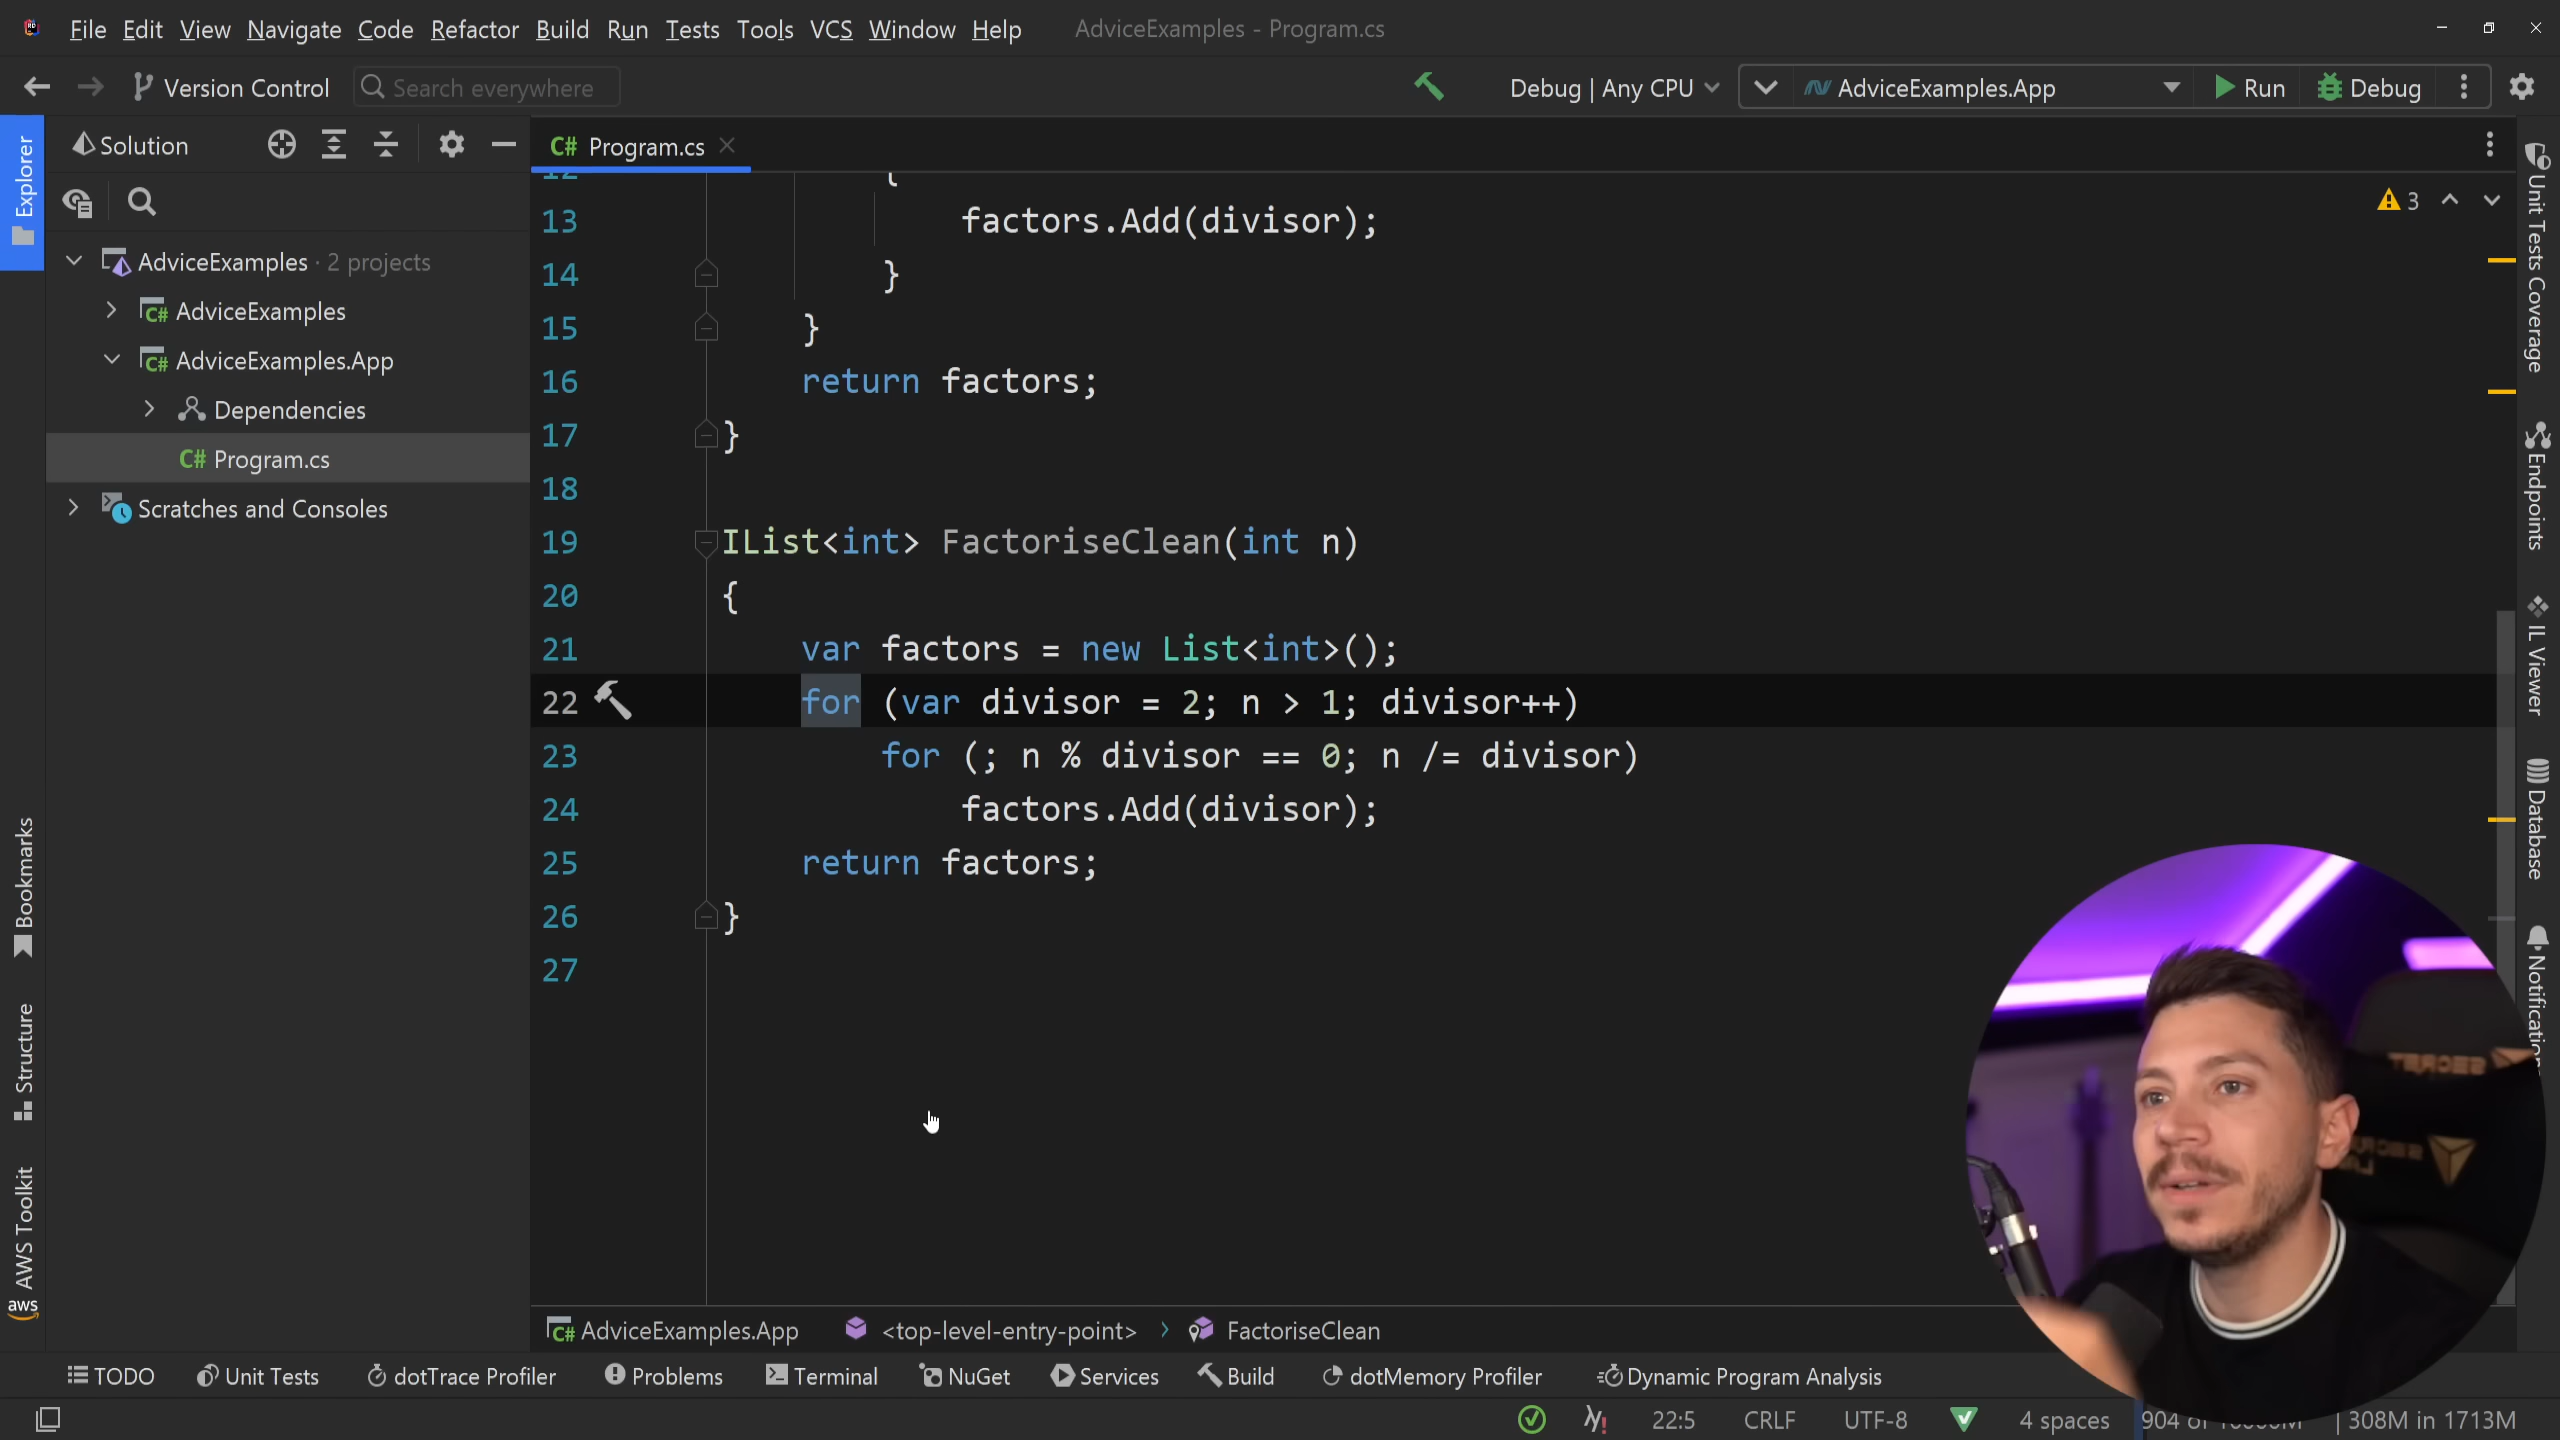 File Edit View Navigate Code Refactor Build Run Tests Tools VCS Window Help AdviceExamples - Program.cs
Version Control Search everywhere Debug | Any CPU AdviceExamples.App Run Debug
Explorer
Solution
C# Program.cs
AdviceExamples · 2 projects
C# AdviceExamples
C# AdviceExamples.App
Dependencies
C# Program.cs
Scratches and Consoles
Bookmarks
Structure
AWS Toolkit
aws
3
12 {
13 factors.Add(divisor);
14 }
15 }
16 return factors;
17 }
18
19 IList<int> FactoriseClean(int n)
20 {
21 var factors = new List<int>();
22 for (var divisor = 2; n > 1; divisor++)
23 for (; n % divisor == 0; n /= divisor)
24 factors.Add(divisor);
25 return factors;
26 }
27
Unit Tests Coverage
Endpoints
IL Viewer
Database
C# AdviceExamples.App <top-level-entry-point> FactoriseClean
TODO Unit Tests dotTrace Profiler Problems Terminal NuGet Services Build dotMemory Profiler Dynamic Program Analysis
22:5 CRLF UTF-8 4 spaces 308M in 1713M